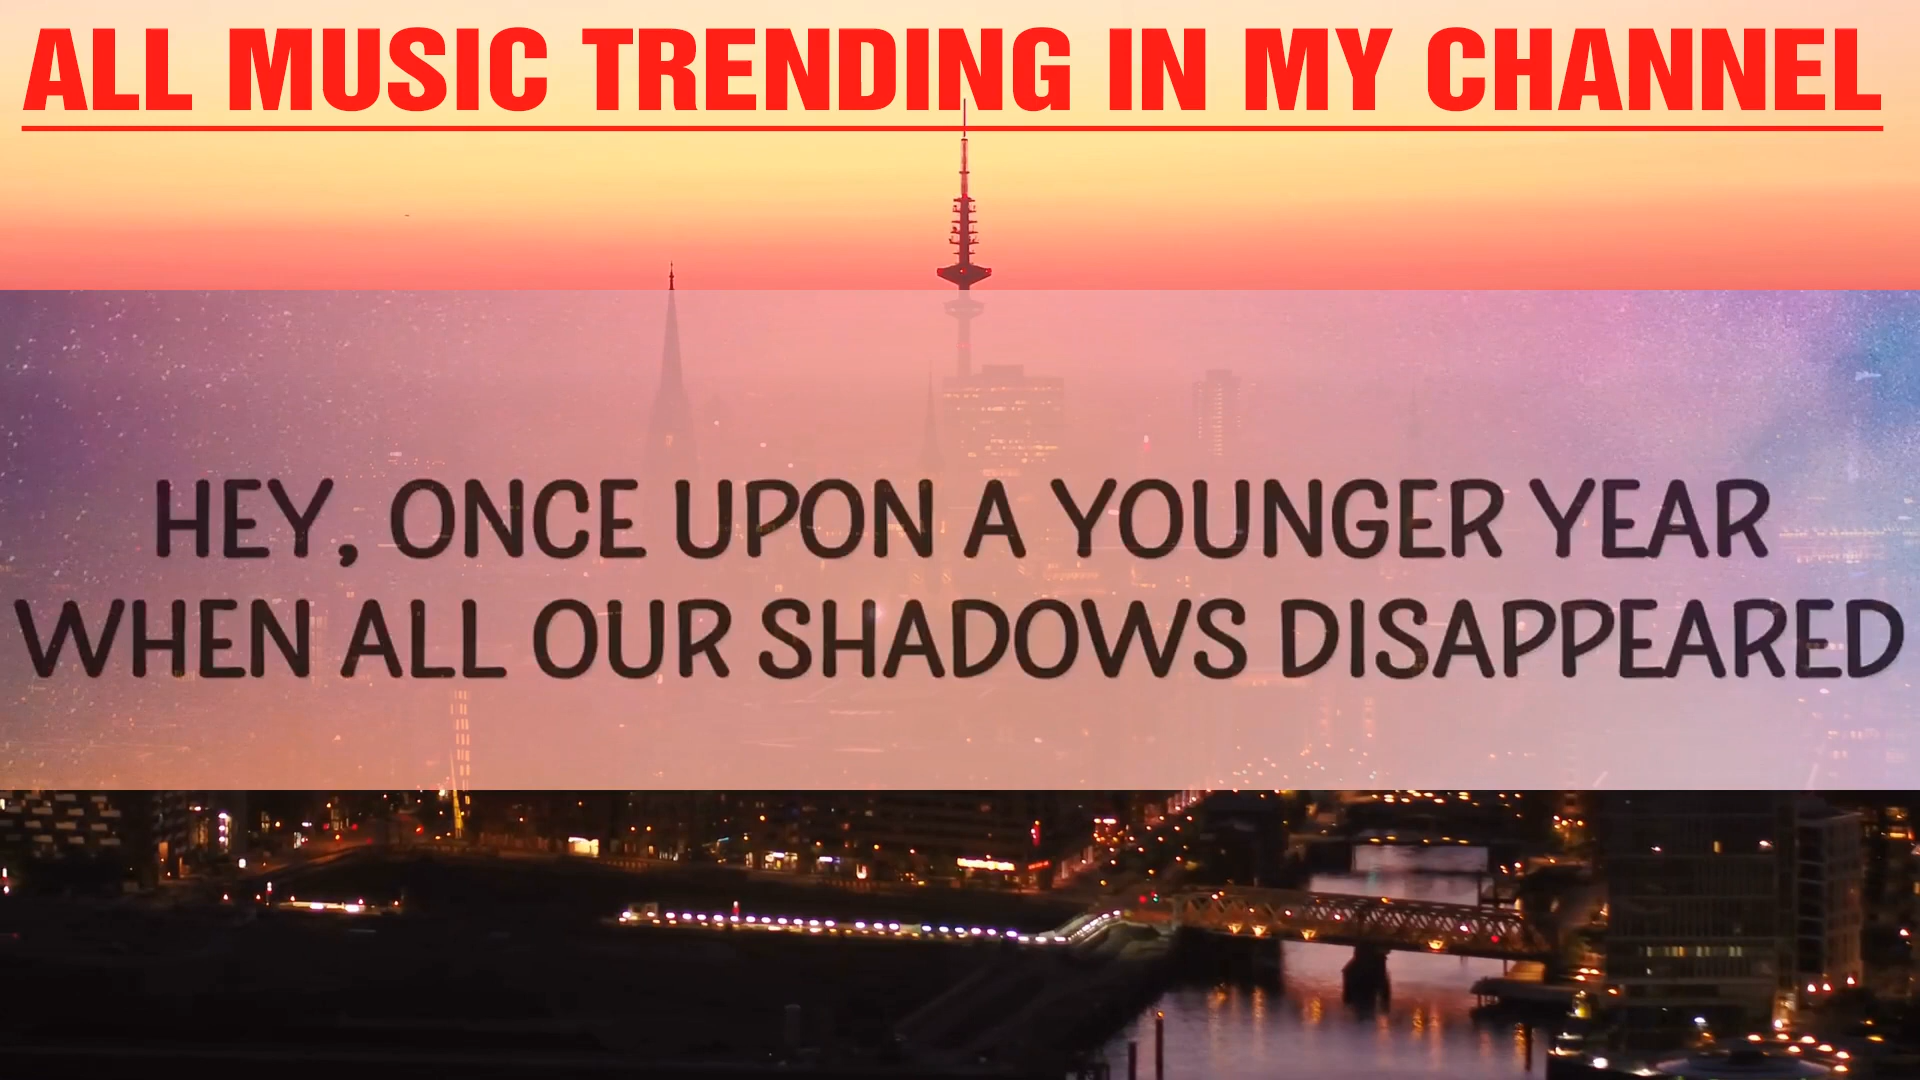 ALL MUSIC TRENDING IN MY CHANNEL
HEY, ONCE UPON A YOUNGER YEAR
WHEN ALL OUR SHADOWS DISAPPEARED